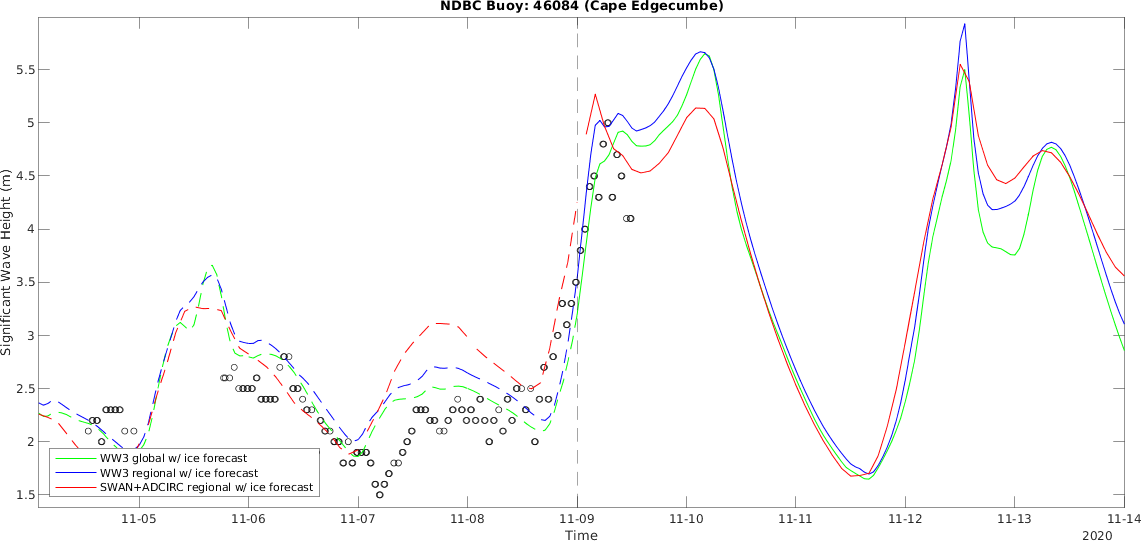 NDBC Buoy: 46084 (Cape Edgecumbe)
Significant Wave Height (m)
5.5
5
4.5
4
3.5
3
2.5
2
1.5
WW3 global w/ ice forecast
WW3 regional w/ ice forecast
SWAN+ADCIRC regional w/ ice forecast
11-05 11-06 11-07 11-08 11-09 11-10 11-11 11-12 11-13 11-14
Time 2020